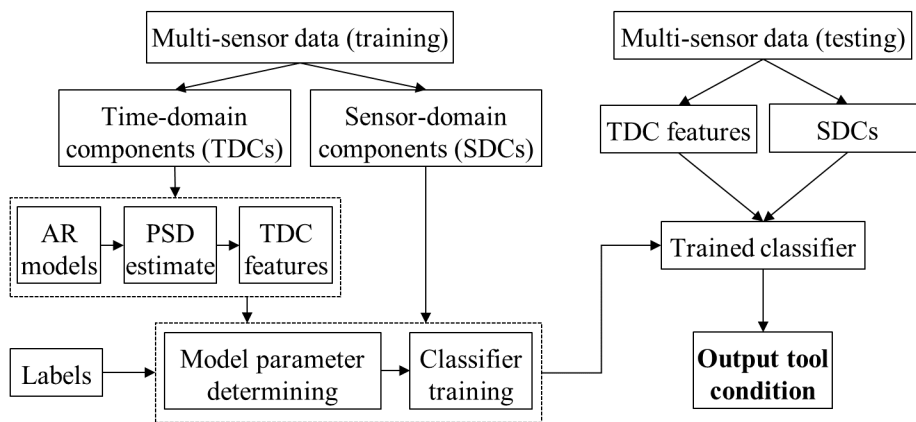 Multi-sensor data (training)
Multi-sensor data (testing)
Time-domain
components (TDCs)
Sensor-domain
components (SDCs)
TDC features
SDCs
AR
models
PSD
estimate
TDC
features
Trained classifier
Labels
Model parameter
determining
Classifier
training
Output tool
condition